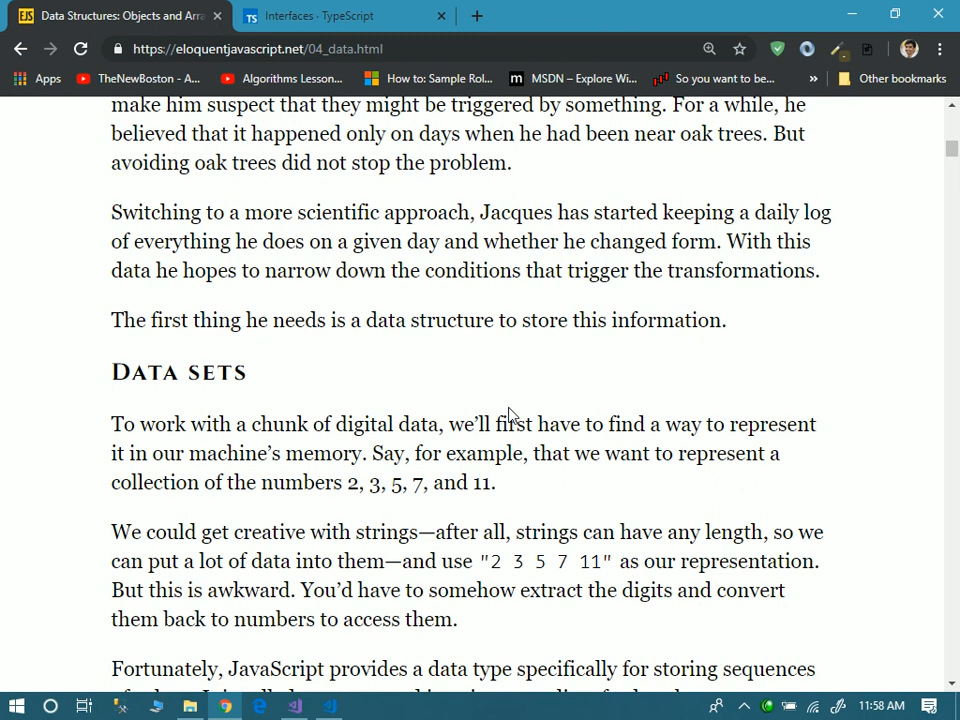 Data Structures: Objects and Arra
Interfaces · TypeScript
https://eloquentjavascript.net/04_data.html
Apps
TheNewBoston - A...
Algorithms Lesson...
How to: Sample Rol...
MSDN – Explore Wi...
So you want to be...
»
Other bookmarks
make him suspect that they might be triggered by something. For a while, he
believed that it happened only on days when he had been near oak trees. But
avoiding oak trees did not stop the problem.
Switching to a more scientific approach, Jacques has started keeping a daily log
of everything he does on a given day and whether he changed form. With this
data he hopes to narrow down the conditions that trigger the transformations.
The first thing he needs is a data structure to store this information.
Data sets
To work with a chunk of digital data, we’ll first have to find a way to represent
it in our machine’s memory. Say, for example, that we want to represent a
collection of the numbers 2, 3, 5, 7, and 11.
We could get creative with strings—after all, strings can have any length, so we
can put a lot of data into them—and use "2 3 5 7 11" as our representation.
But this is awkward. You’d have to somehow extract the digits and convert
them back to numbers to access them.
Fortunately, JavaScript provides a data type specifically for storing sequences
11:58 AM